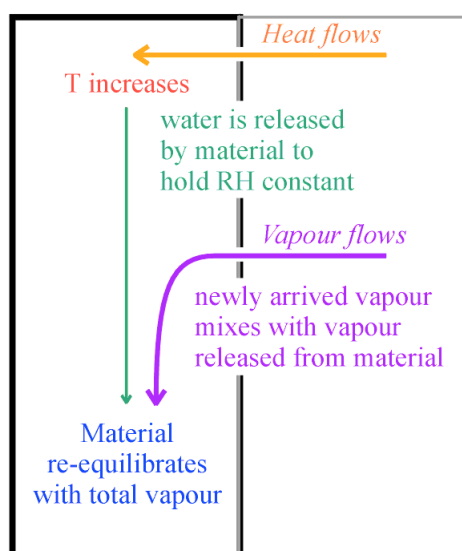 Heat flows
T increases
water is released
by material to
hold RH constant
Vapour flows
newly arrived vapour
mixes with vapour
released from material
Material
re-equilibrates
with total vapour